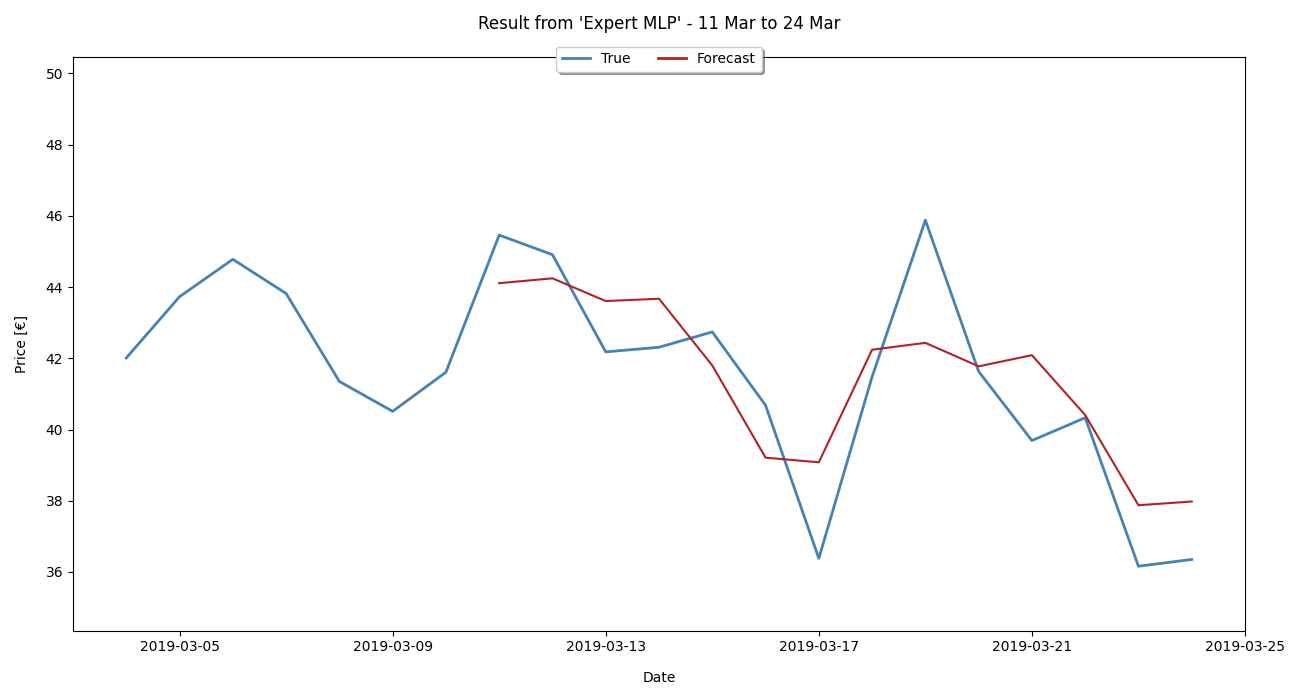 Result from 'Expert MLP' - 11 Mar to 24 Mar
True Forecast
50
48
46
44
42
40
38
36
Price [€]
2019-03-05 2019-03-09 2019-03-13 2019-03-17 2019-03-21 2019-03-25
Date